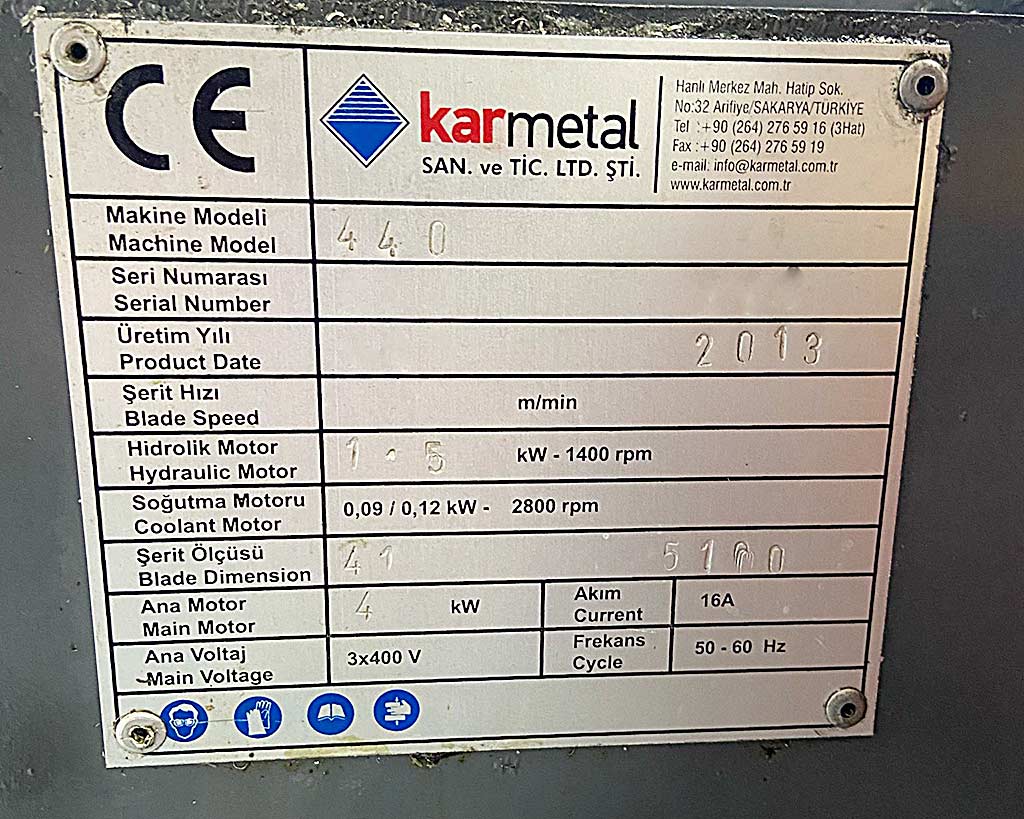 CE
karmetal
SAN. ve TİC. LTD. ŞTİ.
Hanlı Merkez Mah. Hatip Sok.
No:32 Arifiye/SAKARYA/TÜRKİYE
Tel :+90 (264) 276 59 16 (3Hat)
Fax :+90 (264) 276 59 19
e-mail: info@karmetal.com.tr
www.karmetal.com.tr
Makine Modeli
Machine Model
440
Seri Numarası
Serial Number
Üretim Yılı
Product Date
2013
Şerit Hızı
Blade Speed
m/min
Hidrolik Motor
Hydraulic Motor
1.5 kW - 1400 rpm
Soğutma Motoru
Coolant Motor
0,09 / 0,12 kW - 2800 rpm
Şerit Ölçüsü
Blade Dimension
41
Ana Motor
Main Motor
4 kW
Akım
Current
16A
Ana Voltaj
Main Voltage
3x400 V
Frekans
Cycle
50 - 60 Hz